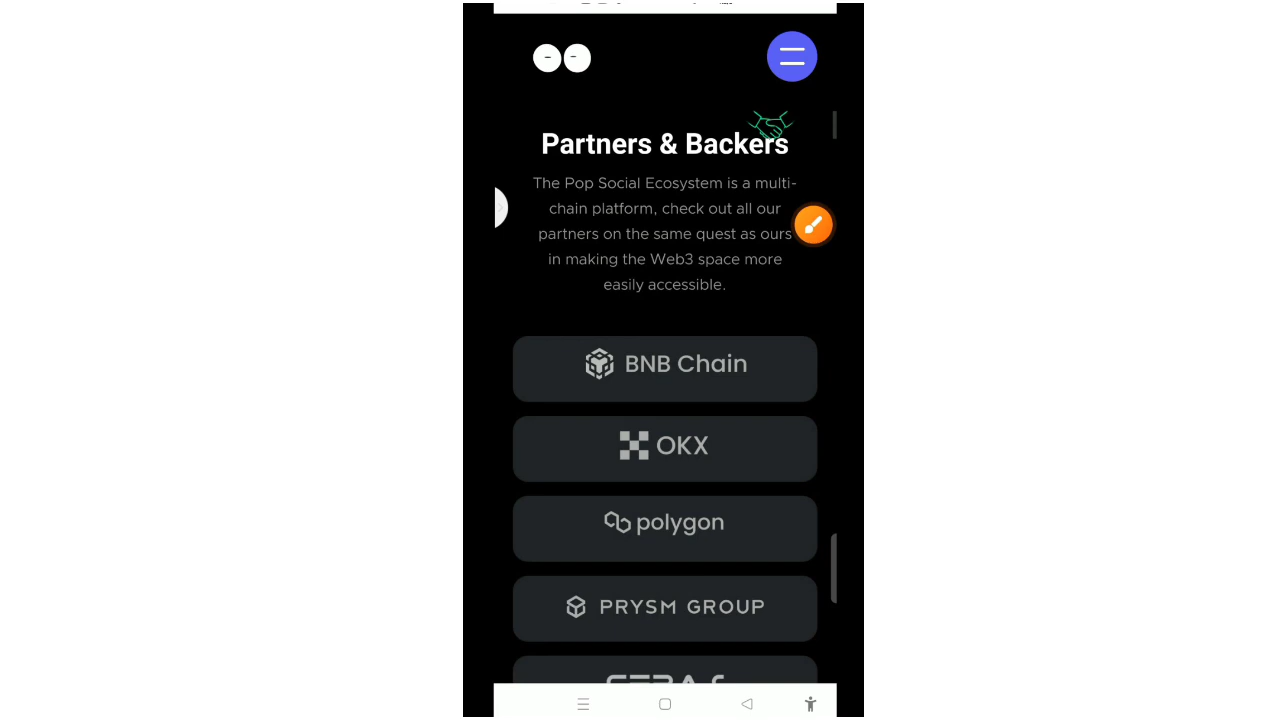 Partners & Backers
The Pop Social Ecosystem is a multi-
chain platform, check out all our
partners on the same quest as ours
in making the Web3 space more
easily accessible.
BNB Chain
OKX
polygon
PRYSM GROUP